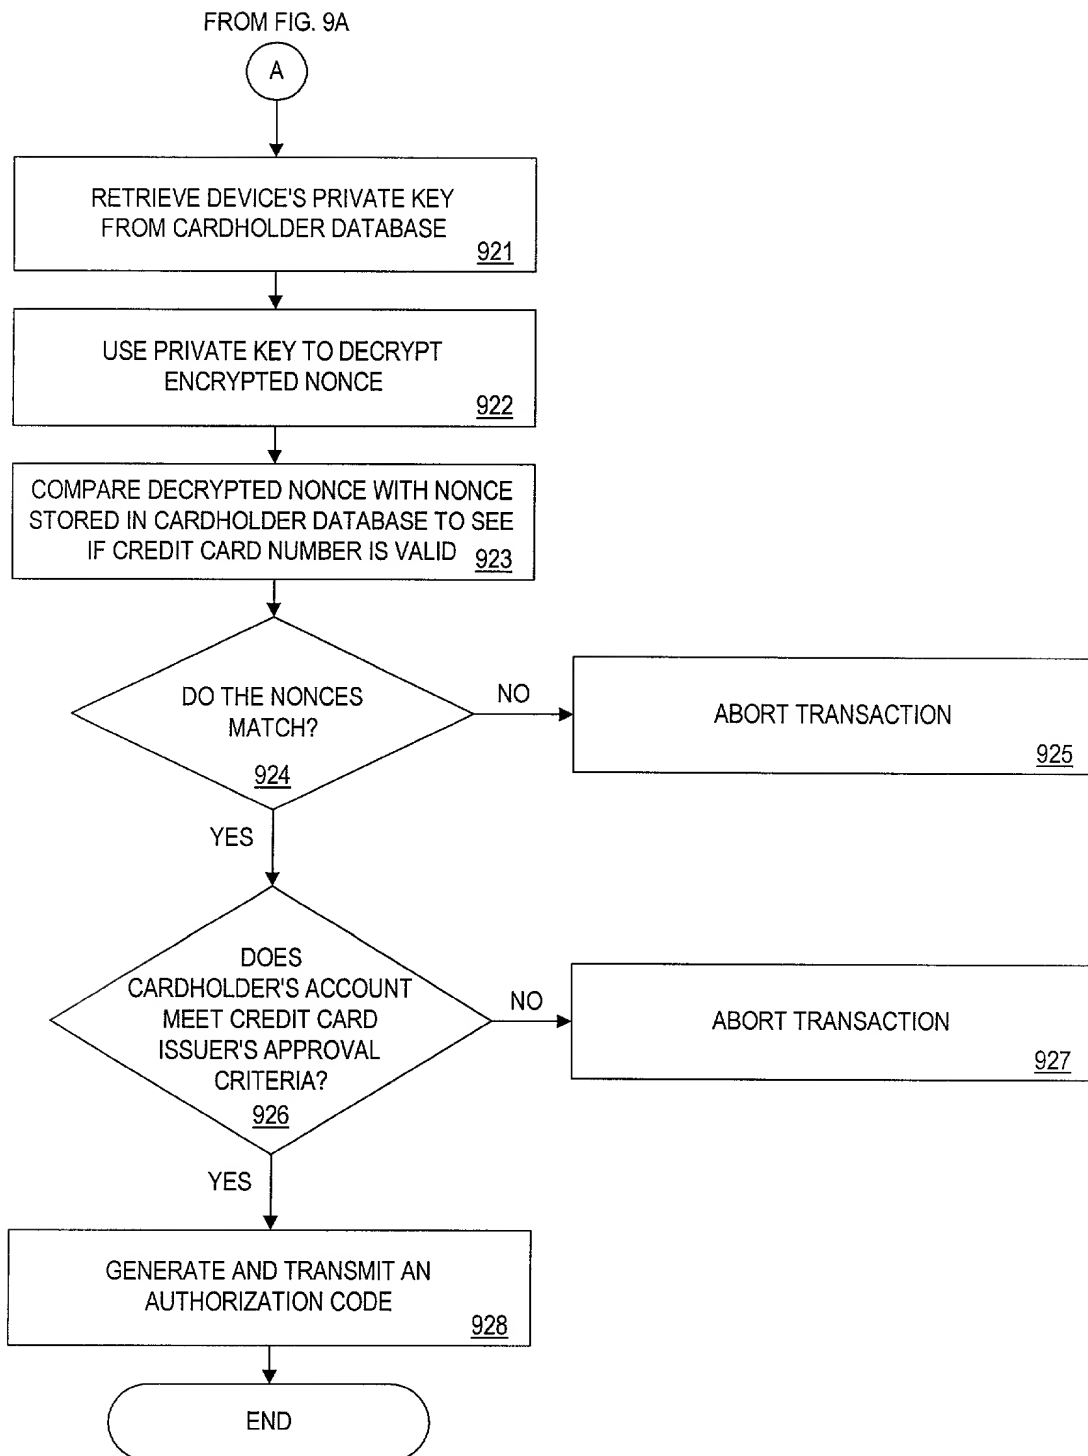 FROM FIG. 9A
A
RETRIEVE DEVICE'S PRIVATE KEY
FROM CARDHOLDER DATABASE
921
USE PRIVATE KEY TO DECRYPT
ENCRYPTED NONCE
922
COMPARE DECRYPTED NONCE WITH NONCE
STORED IN CARDHOLDER DATABASE TO SEE
IF CREDIT CARD NUMBER IS VALID
923
DO THE NONCES
MATCH?
924
NO
ABORT TRANSACTION
925
YES
DOES
CARDHOLDER'S ACCOUNT
MEET CREDIT CARD
ISSUER'S APPROVAL
CRITERIA?
926
NO
ABORT TRANSACTION
927
YES
GENERATE AND TRANSMIT AN
AUTHORIZATION CODE
928
END